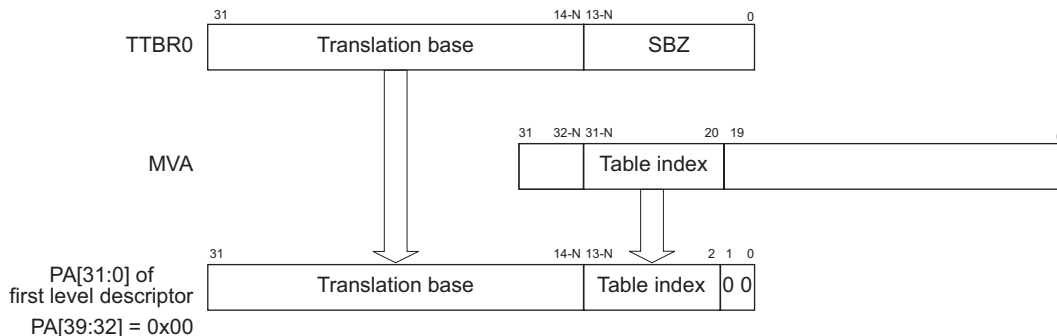 31 14-N 13-N 0
TTBR0 Translation base SBZ
31 32-N 31-N 20 19
MVA Table index
31 14-N 13-N 2 1 0
PA[31:0] of
first level descriptor
Translation base Table index 0 0
PA[39:32] = 0x00